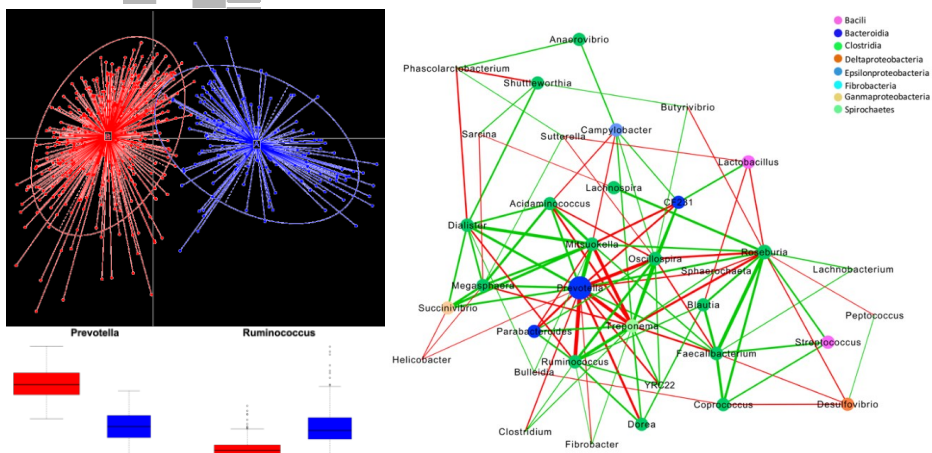 Prevotella
Ruminococcus
Bacili
Bacteroidia
Clostridia
Deltaproteobacteria
Epsilonproteobacteria
Fibrobacteria
Ganmaproteobacteria
Spirochaetes
Anaerovibrio
Phascolarctobacterium
Shuttleworthia
Butyrivibrio
Sarcina
Sutterella
Campylobacter
Lactobacillus
Lachnospira
Acidaminococcus
CF231
Dialister
Mitsuokella
Oscillospira
Roseburia
Sphaerochaeta
Lachnobacterium
Megasphaera
Prevotella
Succinivibrio
Blautia
Treponema
Peptococcus
Parabacteroides
Streptococcus
Helicobacter
Ruminococcus
Faecalibacterium
Bulleidia
YRC22
Coprococcus
Desulfovibrio
Clostridium
Dorea
Fibrobacter